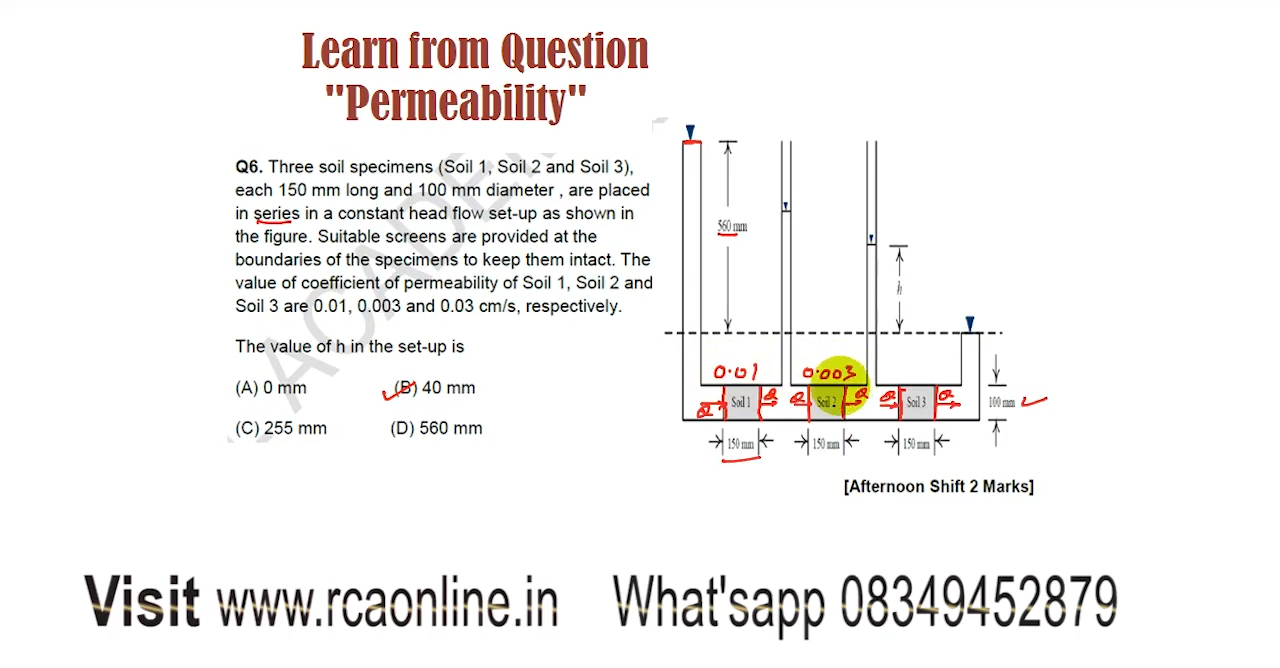 Learn from Question
"Permeability"
Q6. Three soil specimens (Soil 1, Soil 2 and Soil 3),
each 150 mm long and 100 mm diameter , are placed
in series in a constant head flow set-up as shown in
the figure. Suitable screens are provided at the
boundaries of the specimens to keep them intact. The
value of coefficient of permeability of Soil 1, Soil 2 and
Soil 3 are 0.01, 0.003 and 0.03 cm/s, respectively.
The value of h in the set-up is
(A) 0 mm (B) 40 mm
(C) 255 mm (D) 560 mm
560 mm
h
0.01 0.003
Q Soil 1 Q Q Soil 2 Q Q Soil 3 Q 100 mm
150 mm 150 mm 150 mm
[Afternoon Shift 2 Marks]
ACADEM
Visit www.rcaonline.in What'sapp 08349452879